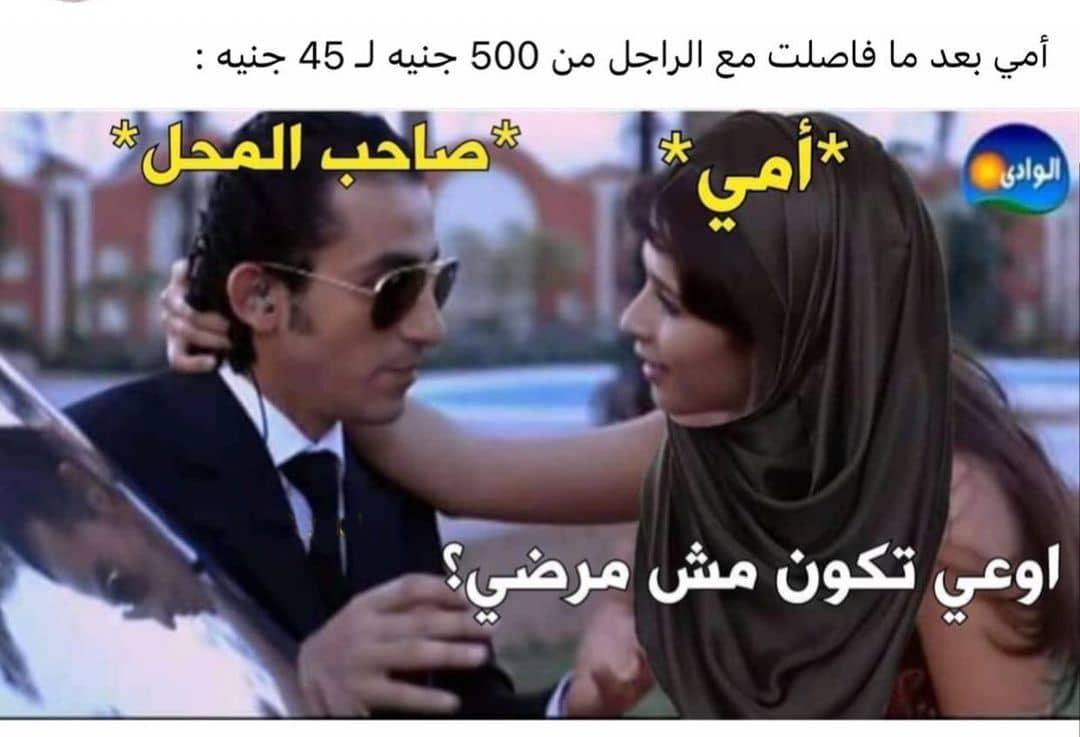 أمي بعد ما فاصلت مع الراجل من 500 جنيه لـ 45 جنيه :
*أمي*
*صاحب المحل*
الوادى
اوعي تكون مش مرضي؟